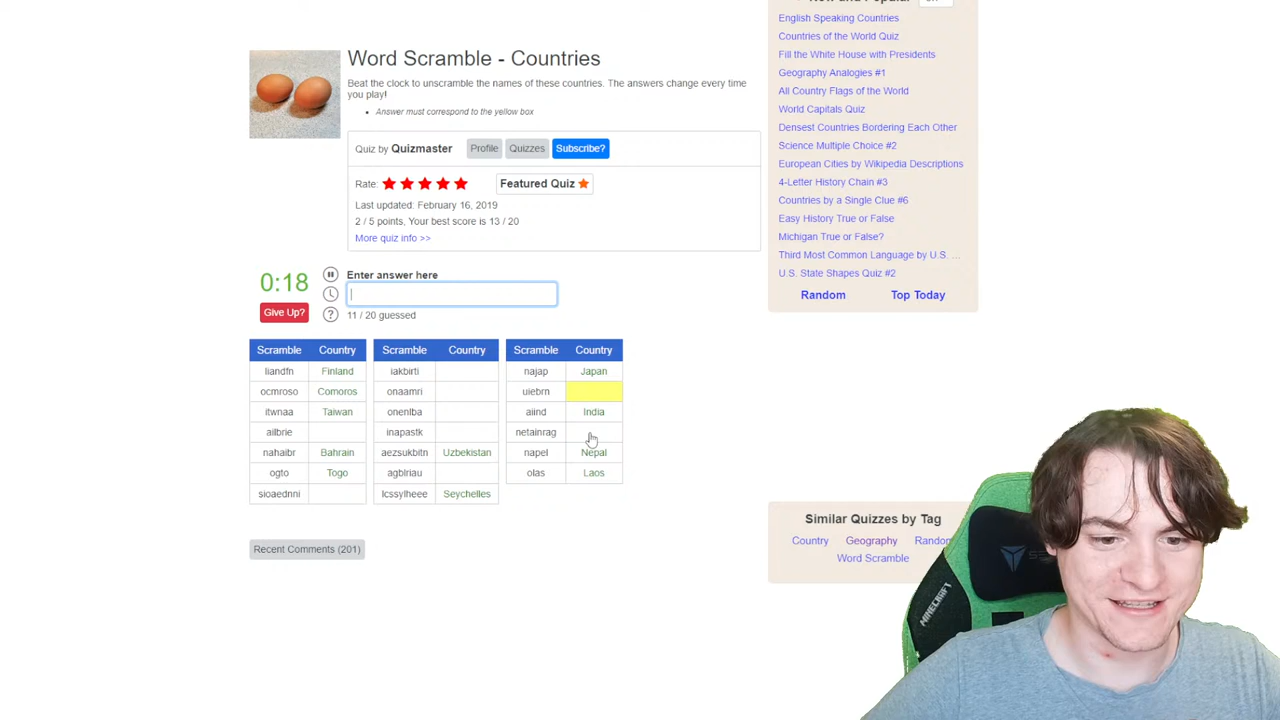 New and Popular
English Speaking Countries
Countries of the World Quiz
Fill the White House with Presidents
Geography Analogies #1
All Country Flags of the World
World Capitals Quiz
Densest Countries Bordering Each Other
Science Multiple Choice #2
European Cities by Wikipedia Descriptions
4-Letter History Chain #3
Countries by a Single Clue #6
Easy History True or False
Michigan True or False?
Third Most Common Language by U.S. …
U.S. State Shapes Quiz #2
Random Top Today
Word Scramble - Countries
Beat the clock to unscramble the names of these countries. The answers change every time
you play!
• Answer must correspond to the yellow box
Quiz by Quizmaster Profile Quizzes Subscribe?
Rate: Featured Quiz
Last updated: February 16, 2019
2 / 5 points, Your best score is 13 / 20
More quiz info >>
0:18 Enter answer here
Give Up? ? 11 / 20 guessed
Scramble Country Scramble Country Scramble Country
liandfn Finland iakbirti najap Japan
ocmroso Comoros onaamri uiebrn
itwnaa Taiwan onenlba aiind India
ailbrie inapastk netainrag
nahaibr Bahrain aezsukbitn Uzbekistan napel Nepal
ogto Togo agblriau olas Laos
sioaednni lcssylheee Seychelles
Recent Comments (201)
Similar Quizzes by Tag
Country Geography Random
Word Scramble
MINECRAFT